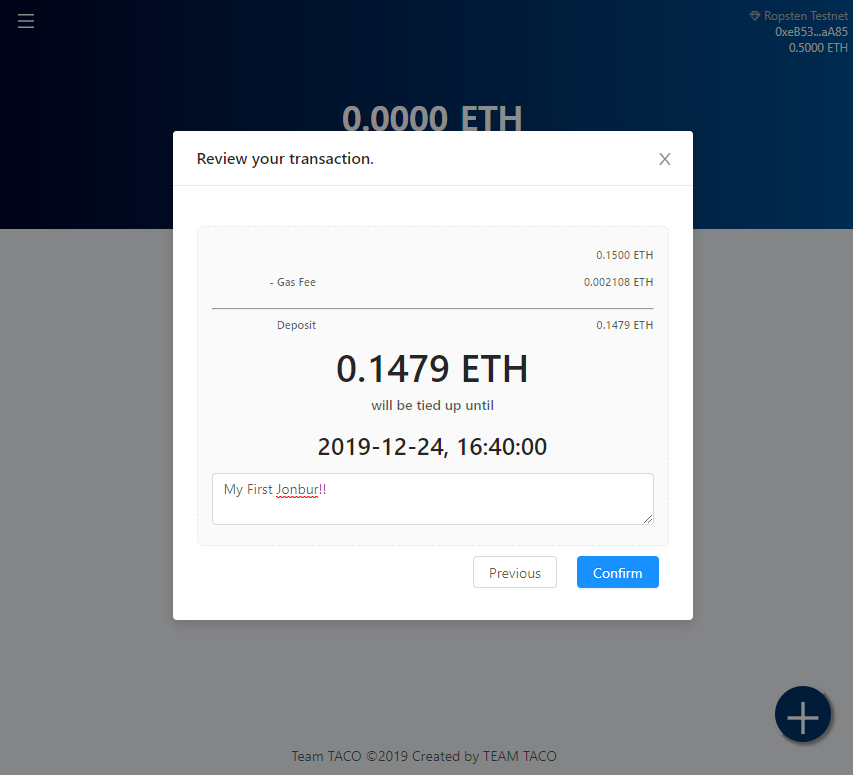 Ropsten Testnet
0xeB53...aA85
0.5000 ETH
0.0000 ETH
Review your transaction.
0.1500 ETH
- Gas Fee 0.002108 ETH
Deposit 0.1479 ETH
0.1479 ETH
will be tied up until
2019-12-24, 16:40:00
My First Jonbur!!
Previous Confirm
Team TACO ©2019 Created by TEAM TACO